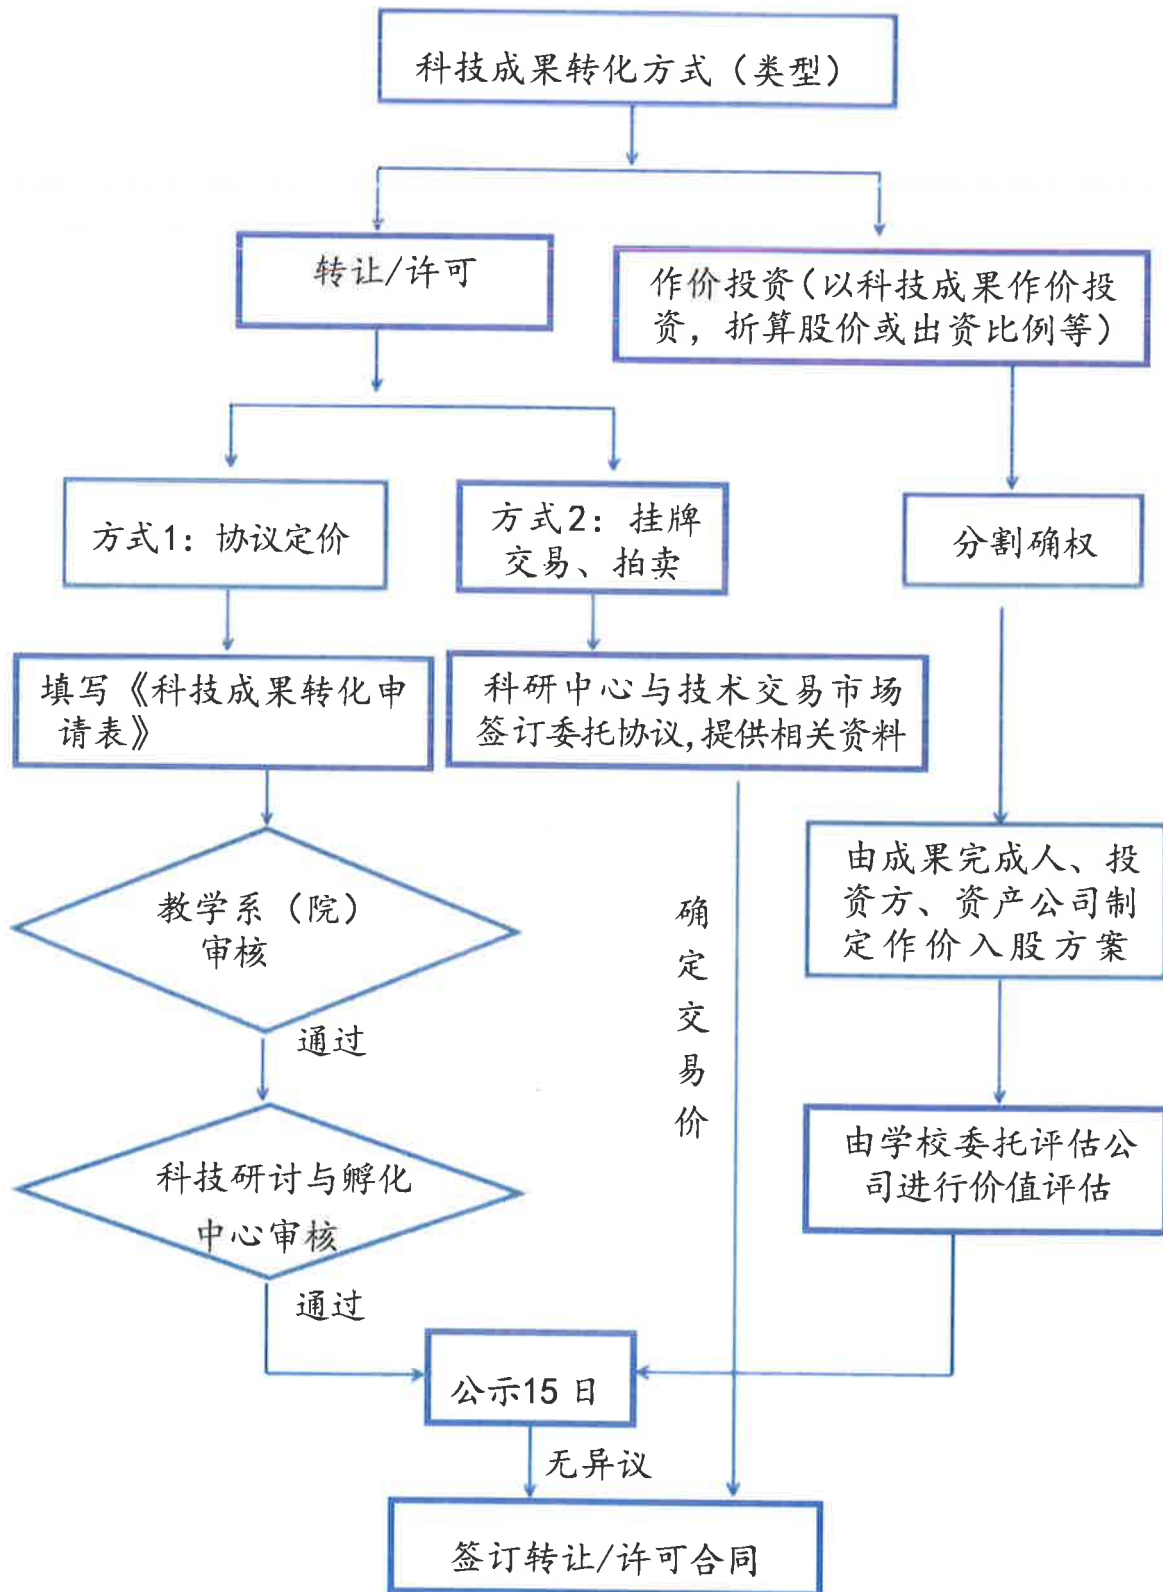 科技成果转化方式（类型）
转让/许可
作价投资（以科技成果作价投
资，折算股价或出资比例等）
方式1：协议定价
方式2：挂牌
交易、拍卖
分割确权
填写《科技成果转化申
请表》
科研中心与技术交易市场
签订委托协议,提供相关资料
教学系（院）
审核
通过
确定交易价
由成果完成人、投
资方、资产公司制
定作价入股方案
科技研讨与孵化
中心审核
通过
由学校委托评估公
司进行价值评估
公示15日
无异议
签订转让/许可合同